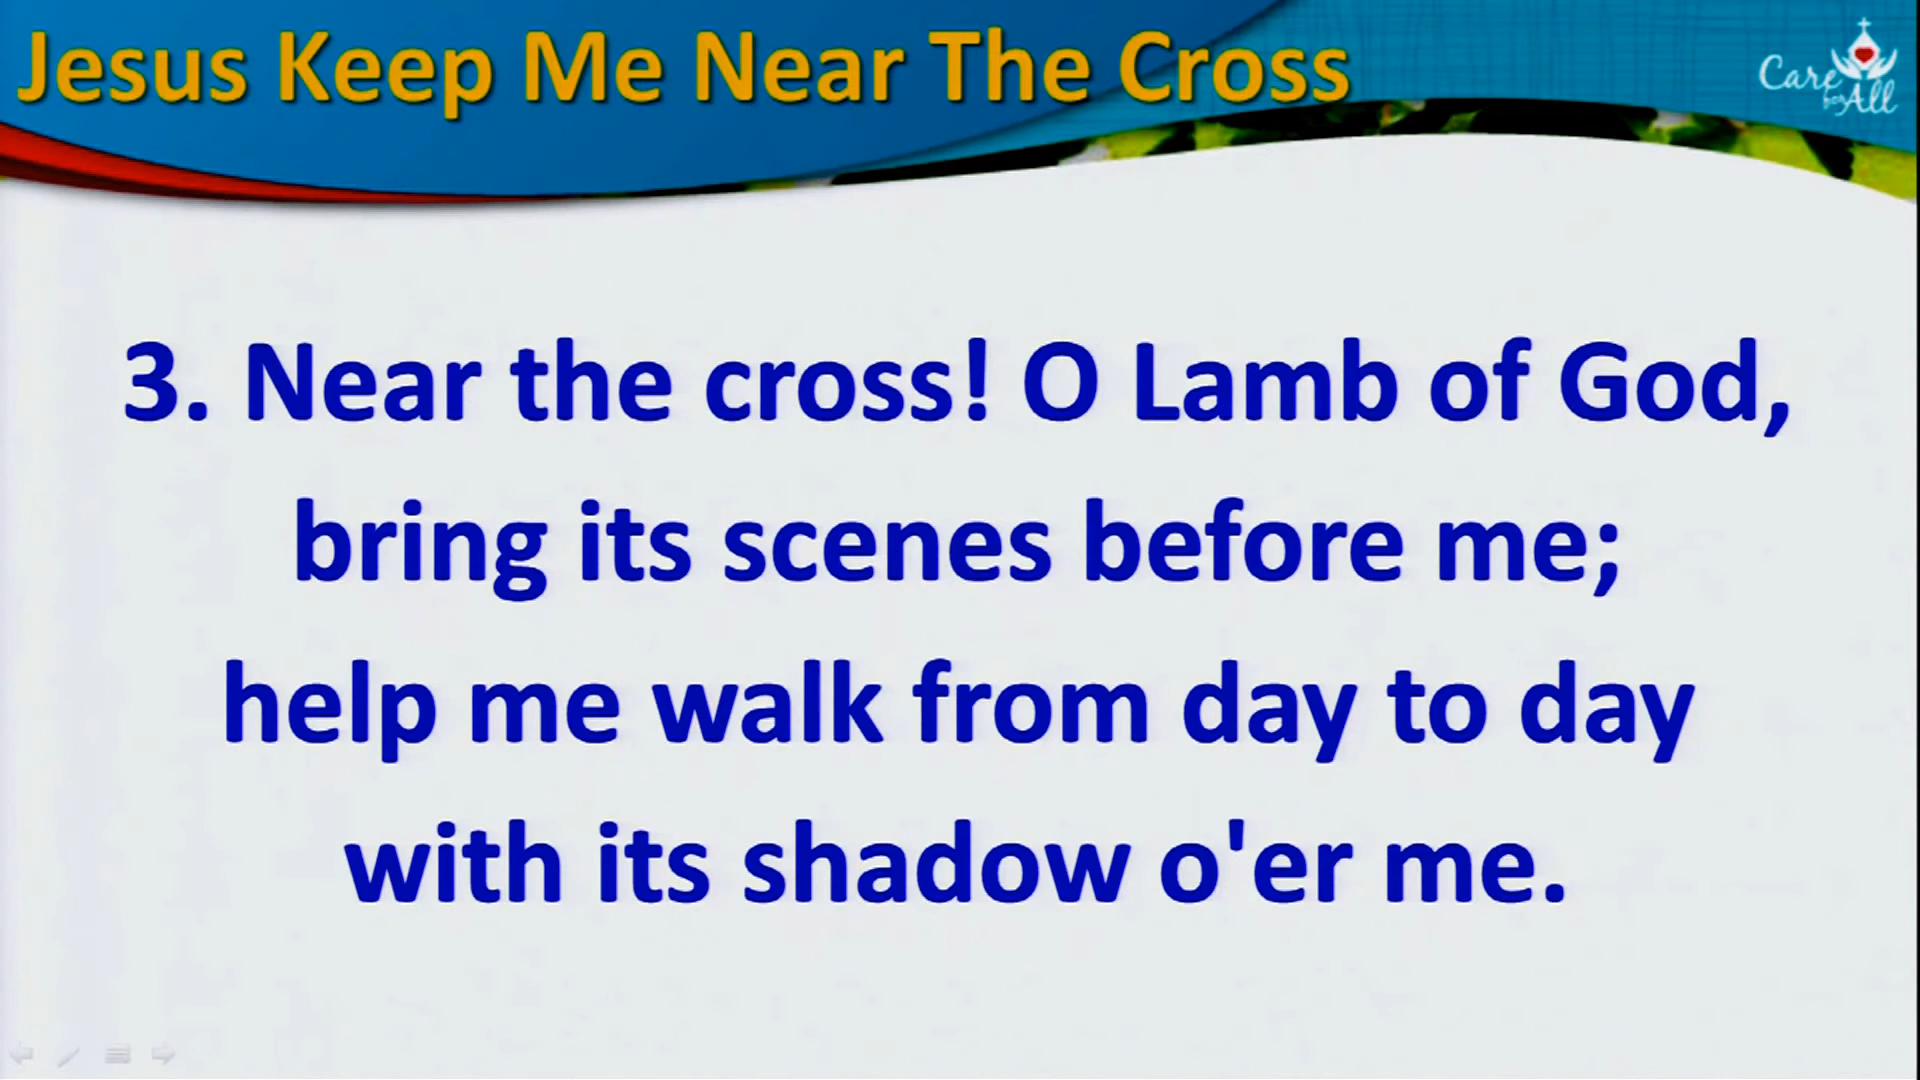 Jesus Keep Me Near The Cross
Care
for All
3. Near the cross! O Lamb of God,
bring its scenes before me;
help me walk from day to day
with its shadow o'er me.